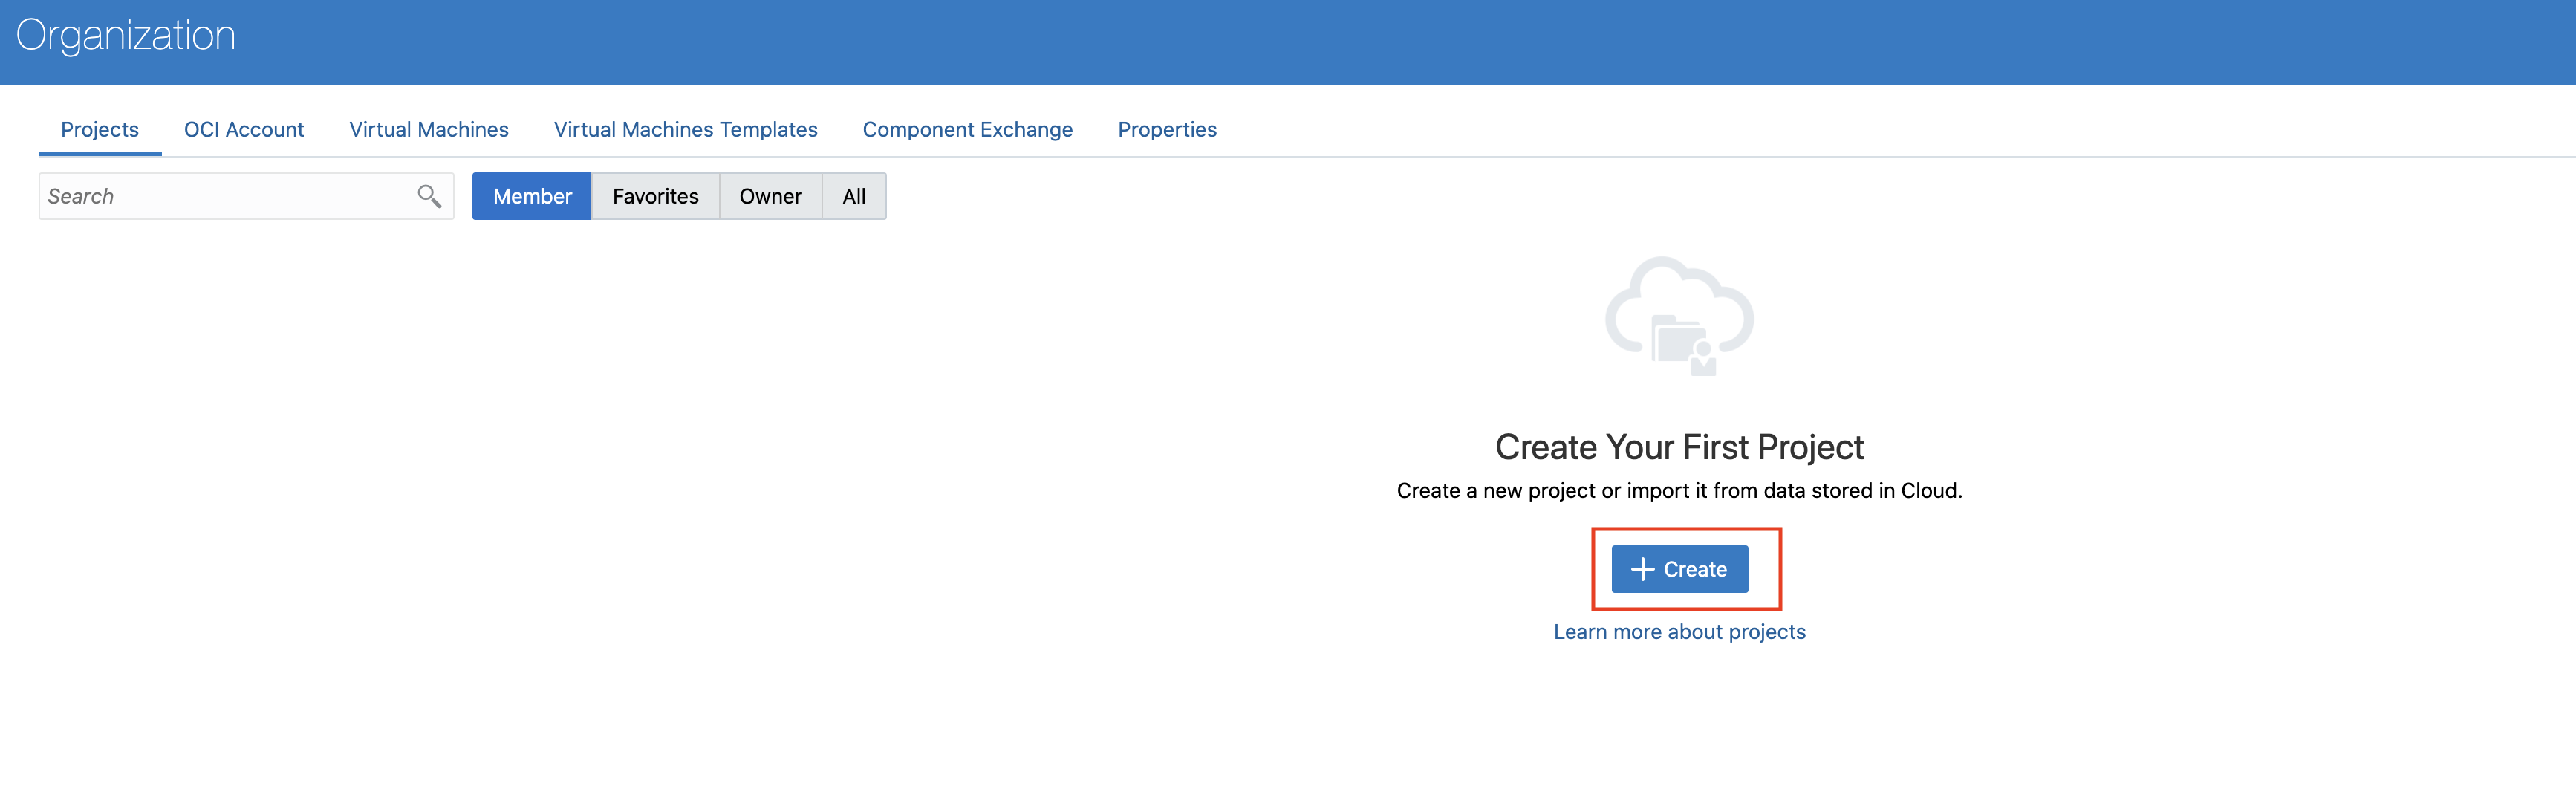 Organization
Projects OCI Account Virtual Machines Virtual Machines Templates Component Exchange Properties
Search Member Favorites Owner All
Create Your First Project
Create a new project or import it from data stored in Cloud.
+ Create
Learn more about projects